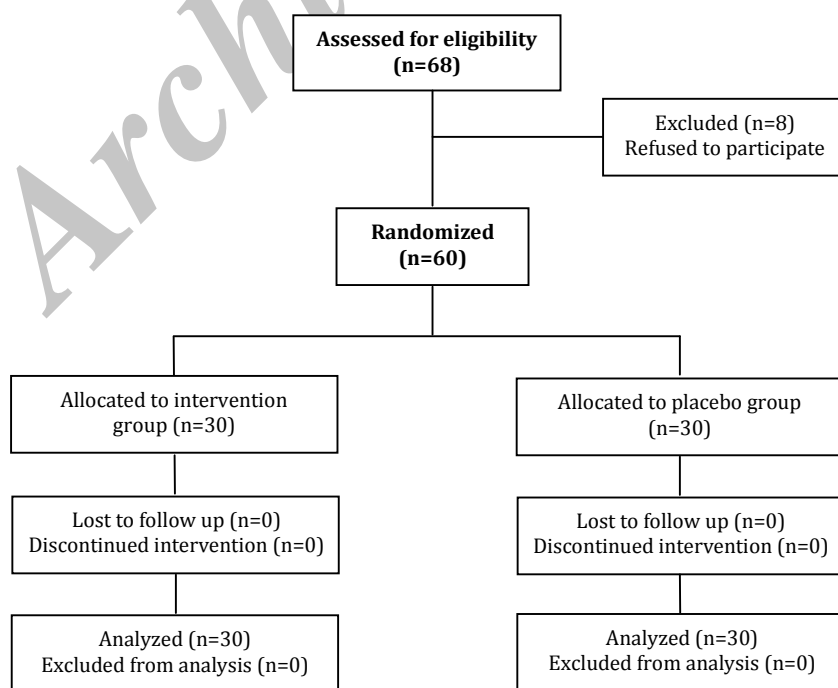 Assessed for eligibility
(n=68)
Excluded (n=8)
Refused to participate
Randomized
(n=60)
Allocated to intervention
group (n=30)
Allocated to placebo group
(n=30)
Lost to follow up (n=0)
Discontinued intervention (n=0)
Lost to follow up (n=0)
Discontinued intervention (n=0)
Analyzed (n=30)
Excluded from analysis (n=0)
Analyzed (n=30)
Excluded from analysis (n=0)